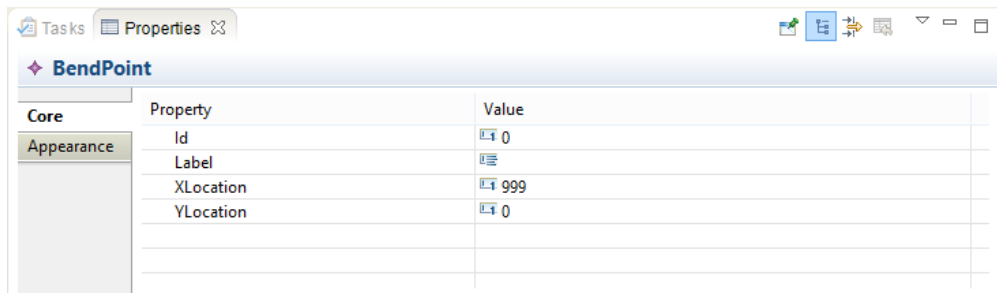 Tasks Properties
BendPoint
Core
Appearance
Property Value
Id 0
Label
XLocation 999
YLocation 0